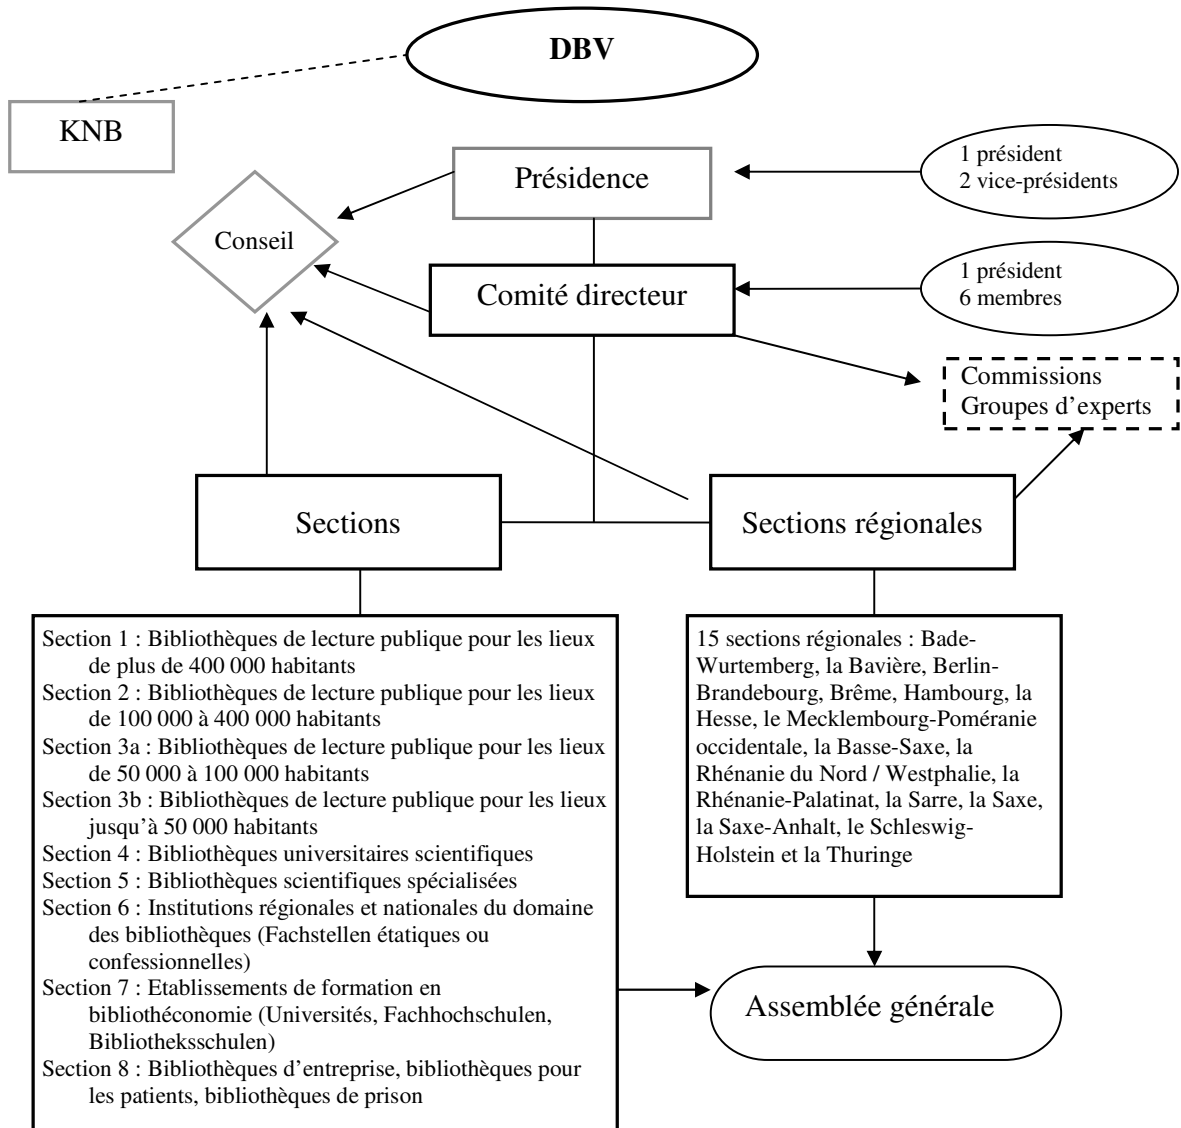 DBV
KNB
Présidence
1 président
2 vice-présidents
Conseil
Comité directeur
1 président
6 membres
Commissions
Groupes d'experts
Sections
Sections régionales
Section 1 : Bibliothèques de lecture publique pour les lieux
de plus de 400 000 habitants
Section 2 : Bibliothèques de lecture publique pour les lieux
de 100 000 à 400 000 habitants
Section 3a : Bibliothèques de lecture publique pour les lieux
de 50 000 à 100 000 habitants
Section 3b : Bibliothèques de lecture publique pour les lieux
jusqu'à 50 000 habitants
Section 4 : Bibliothèques universitaires scientifiques
Section 5 : Bibliothèques scientifiques spécialisées
Section 6 : Institutions régionales et nationales du domaine
des bibliothèques (Fachstellen étatiques ou
confessionnelles)
Section 7 : Etablissements de formation en
bibliothéconomie (Universités, Fachhochschulen,
Bibliotheksschulen)
Section 8 : Bibliothèques d'entreprise, bibliothèques pour
les patients, bibliothèques de prison
15 sections régionales : Bade-
Wurtemberg, la Bavière, Berlin-
Brandebourg, Brême, Hambourg, la
Hesse, le Mecklembourg-Poméranie
occidentale, la Basse-Saxe, la
Rhénanie du Nord / Westphalie, la
Rhénanie-Palatinat, la Sarre, la Saxe,
la Saxe-Anhalt, le Schleswig-
Holstein et la Thuringe
Assemblée générale